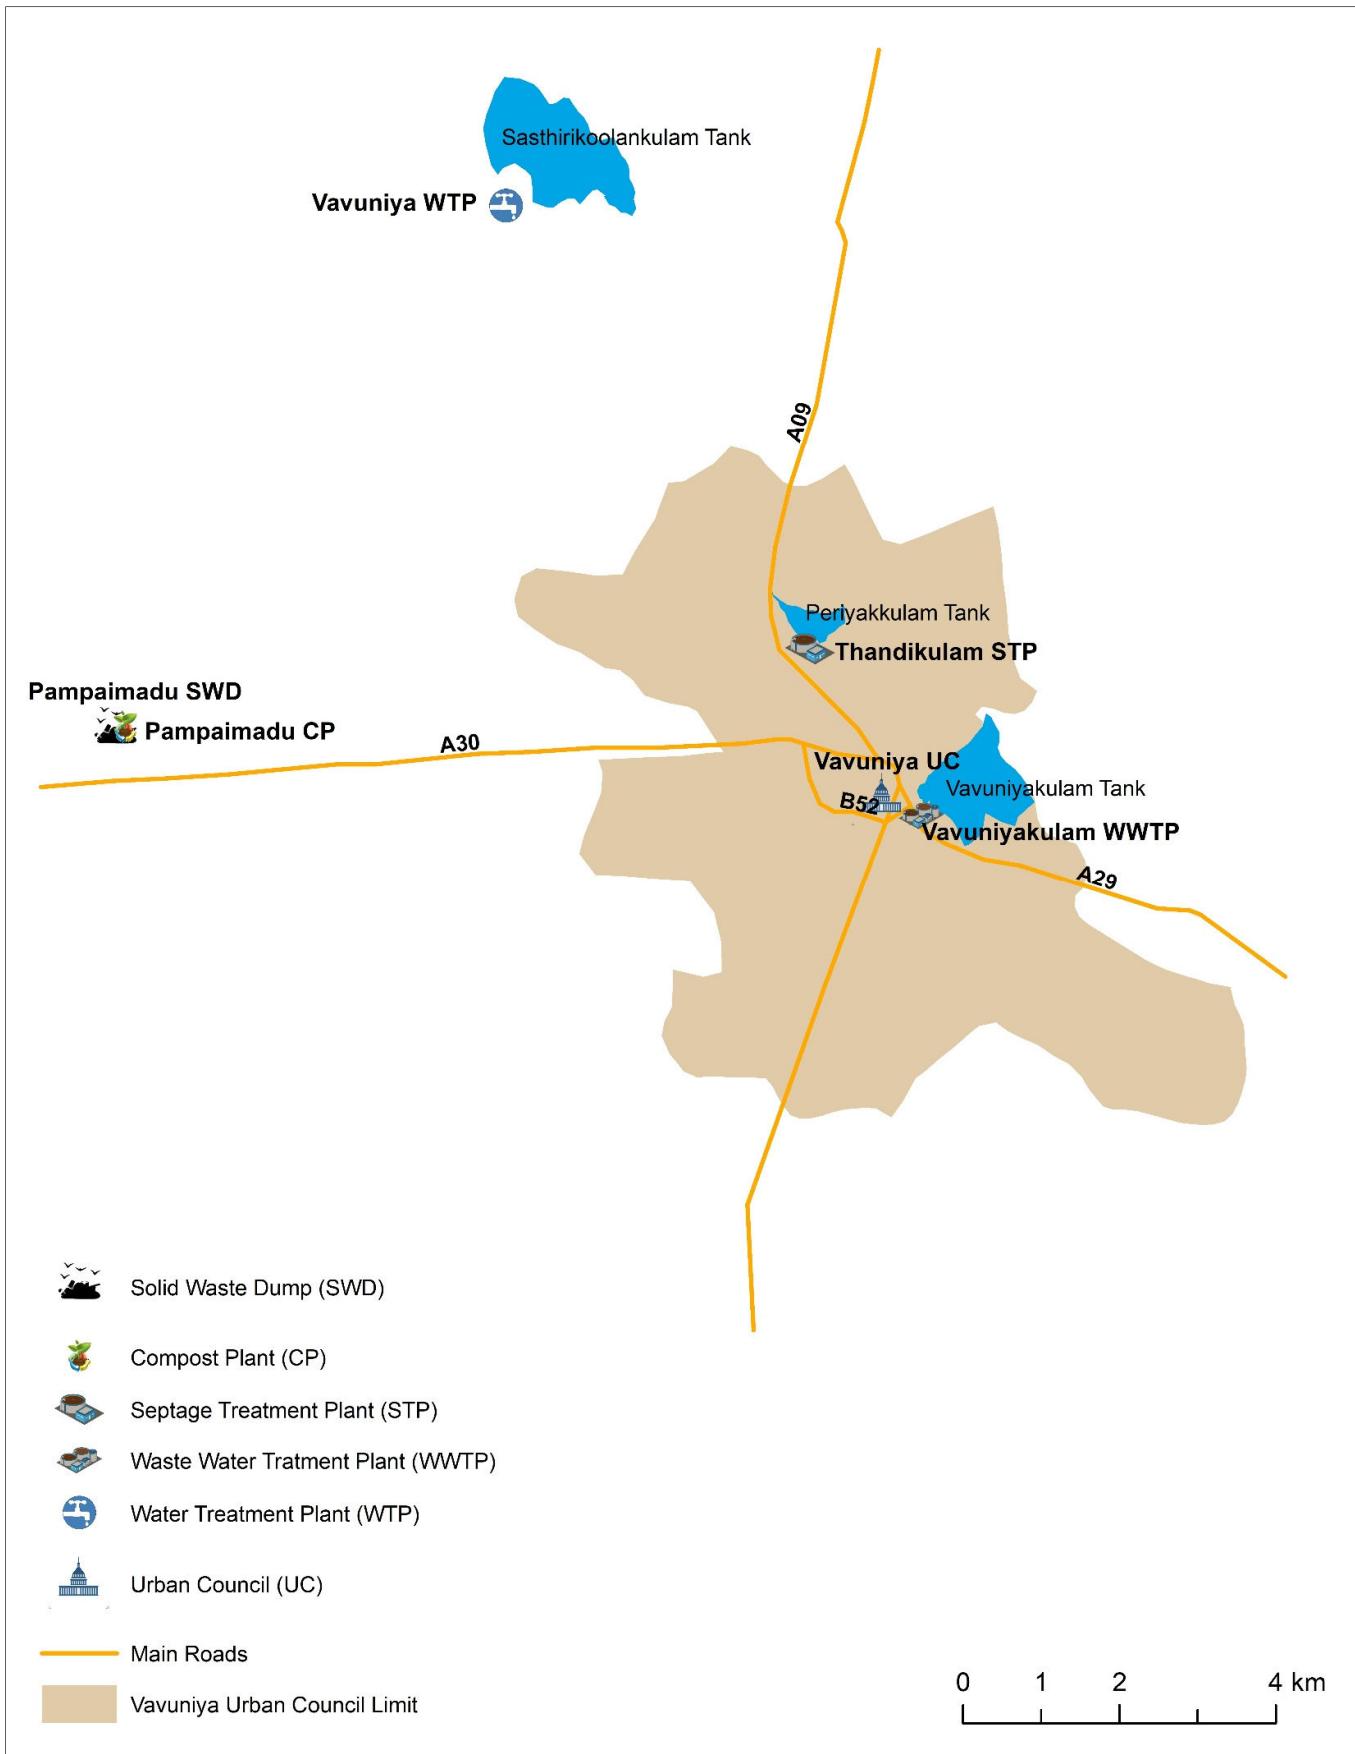 Sasthirikoolankulam Tank
Vavuniya WTP
A09
Periyakkulam Tank
Thandikulam STP
Pampaimadu SWD
Pampaimadu CP
A30
Vavuniya UC
Vavuniyakulam Tank
B52
Vavuniyakulam WWTP
A29
Solid Waste Dump (SWD)
Compost Plant (CP)
Septage Treatment Plant (STP)
Waste Water Tratment Plant (WWTP)
Water Treatment Plant (WTP)
Urban Council (UC)
Main Roads
Vavuniya Urban Council Limit
0 1 2 4 km